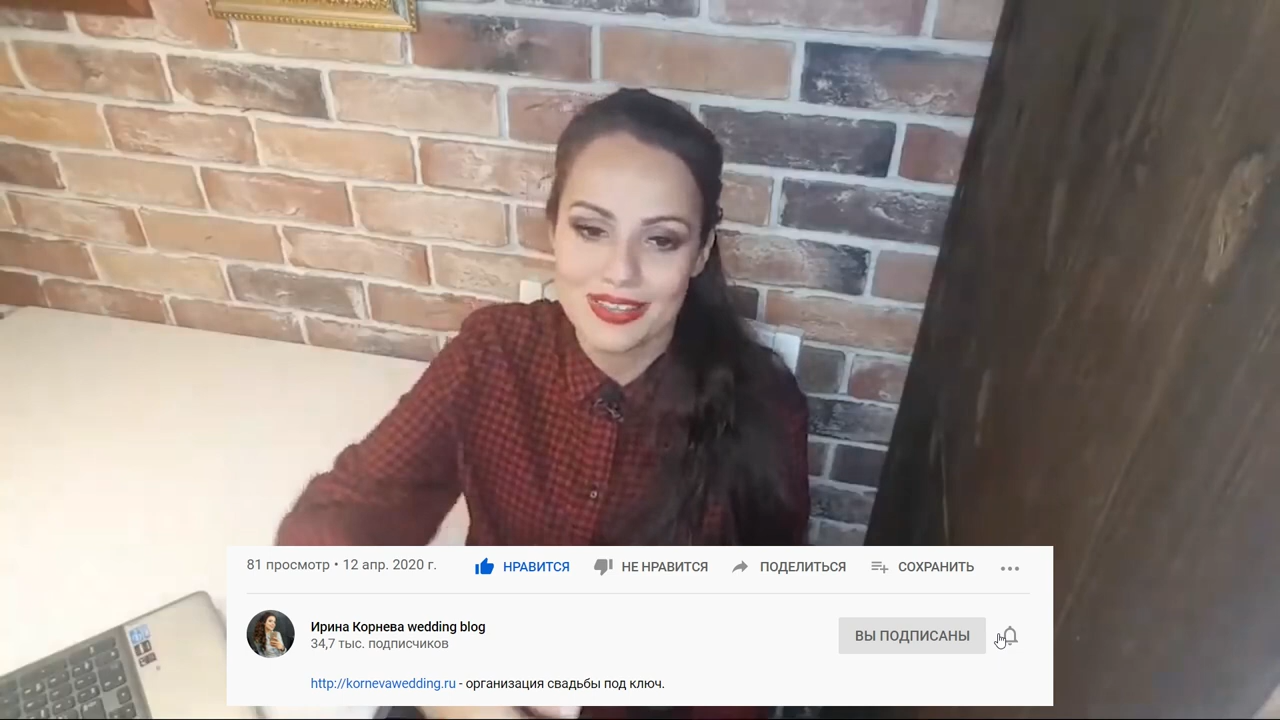 81 просмотр • 12 апр. 2020 г.
НРАВИТСЯ
НЕ НРАВИТСЯ
ПОДЕЛИТЬСЯ
СОХРАНИТЬ
Ирина Корнева wedding blog
34,7 тыс. подписчиков
ВЫ ПОДПИСАНЫ
http://kornevawedding.ru - организация свадьбы под ключ.